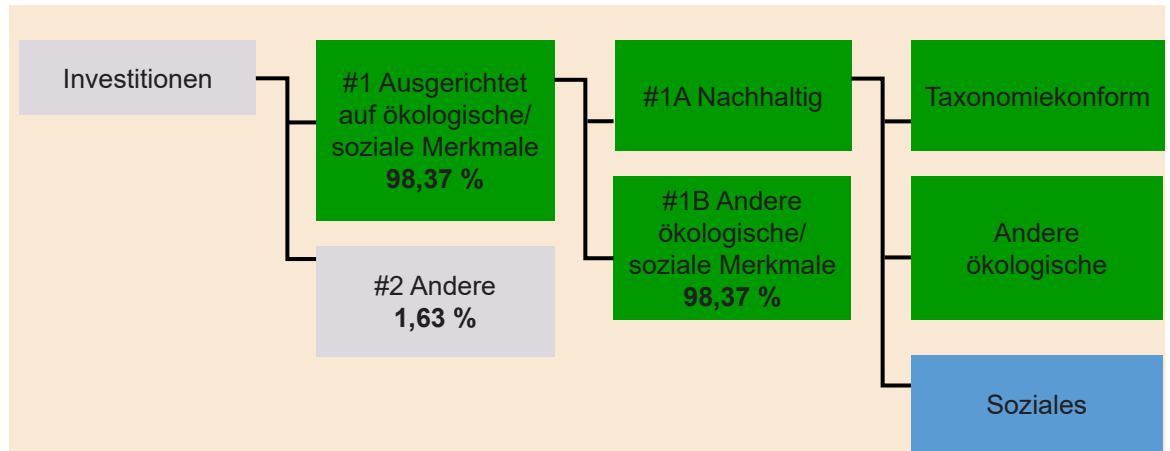 Investitionen
#1 Ausgerichtet
auf ökologische/
soziale Merkmale
98,37 %
#2 Andere
1,63 %
#1A Nachhaltig
#1B Andere
ökologische/
soziale Merkmale
98,37 %
Taxonomiekonform
Andere
ökologische
Soziales